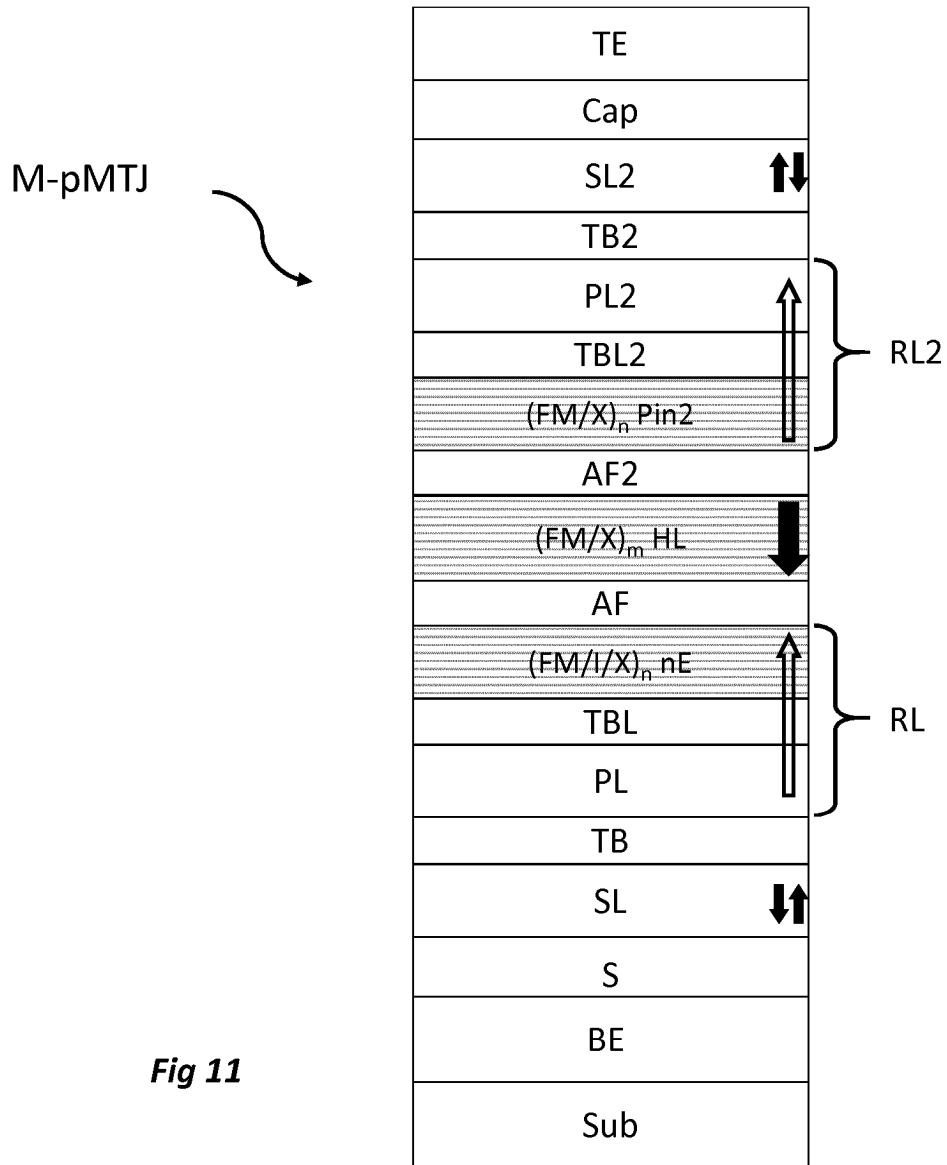 TE
Cap
M-pMTJ
SL2
TB2
PL2
TBL2
RL2
(FM/X)n Pin2
AF2
(FM/X)m HL
AF
(FM/I/X)n nE
TBL
RL
PL
TB
SL
S
BE
Fig 11
Sub